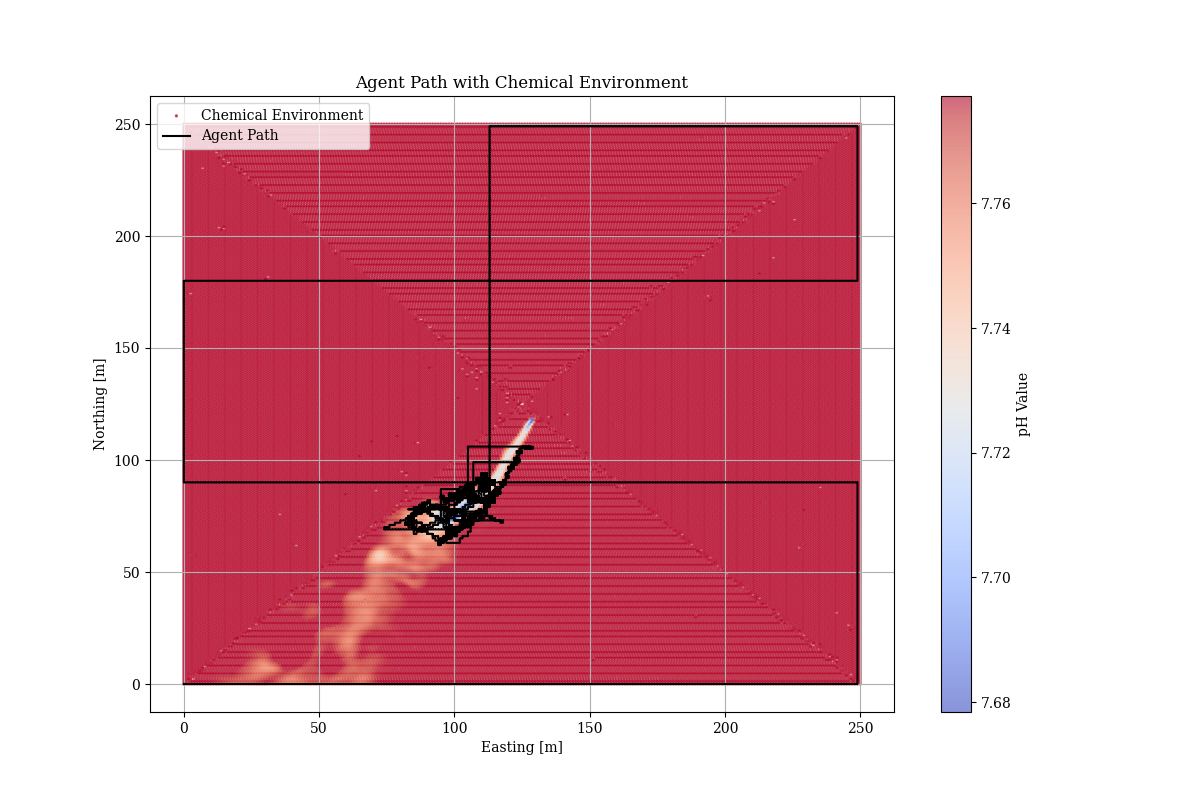 Agent Path with Chemical Environment
Chemical Environment
Agent Path
250
200
150
100
50
0
Northing [m]
0 50 100 150 200 250
Easting [m]
7.76
7.74
7.72
7.70
7.68
pH Value